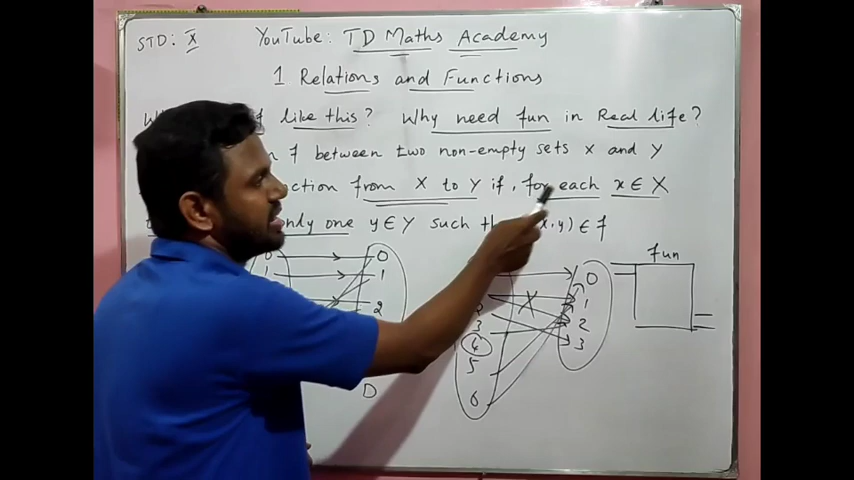 STD: X YouTube: TD Maths Academy
1 Relations and Functions
like this? Why need fun in Real life?
f between two non-empty sets X and Y
ction from X to Y if, for each x ∈ X
only one y ∈ Y such th , y) ∈ f
fun
0 0 0
1 1 1
2 2 2
3 3
4
5
6
D
X